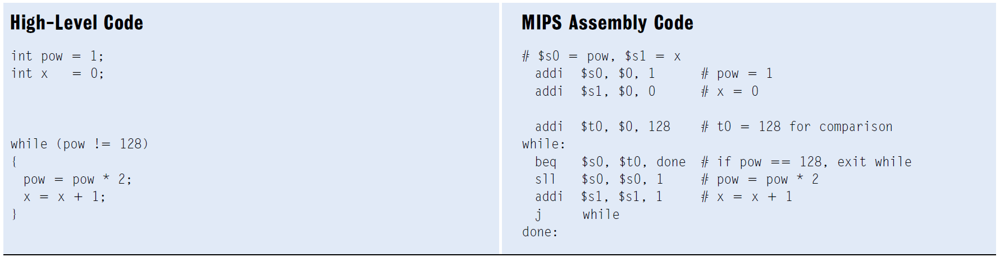 High-Level Code
int pow = 1;
int x   = 0;
while (pow != 128)
{
  pow = pow * 2;
  x = x + 1;
}
MIPS Assembly Code
# $s0 = pow, $s1 = x
  addi  $s0, $0, 1      # pow = 1
  addi  $s1, $0, 0      # x = 0
  addi  $t0, $0, 128    # t0 = 128 for comparison
while:
  beq   $s0, $t0, done  # if pow == 128, exit while
  sll   $s0, $s0, 1     # pow = pow * 2
  addi  $s1, $s1, 1     # x = x + 1
  j     while
done: